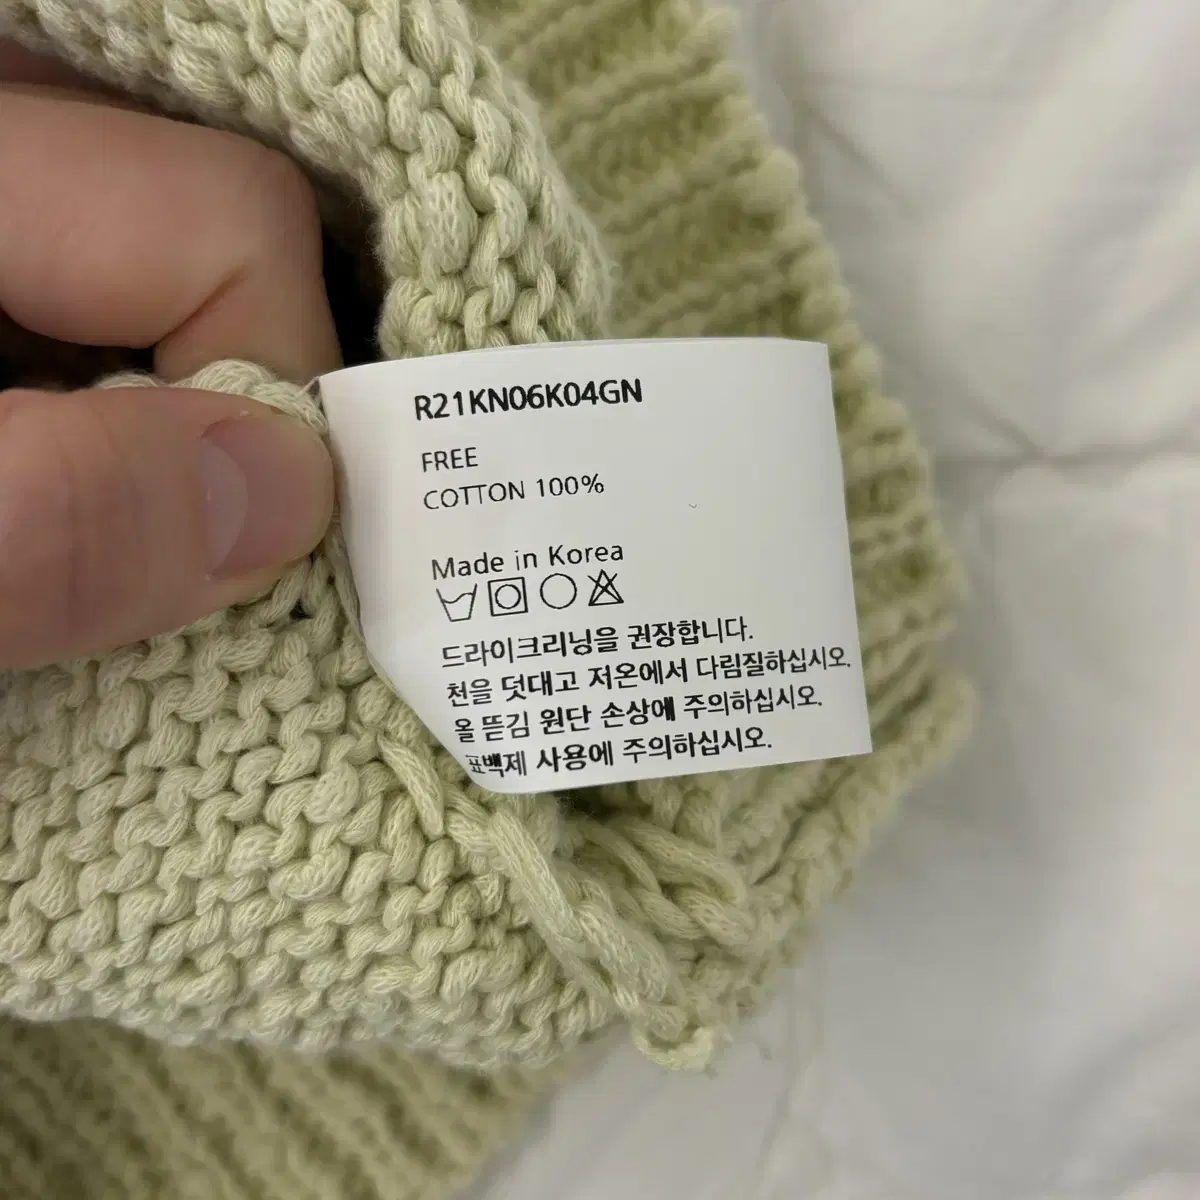 R21KN06K04GN
FREE
COTTON 100%
Made in Korea
드라이크리닝을 권장합니다.
천을 덧대고 저온에서 다림질하십시오.
올 뜯김 원단 손상에 주의하십시오.
표백제 사용에 주의하십시오.